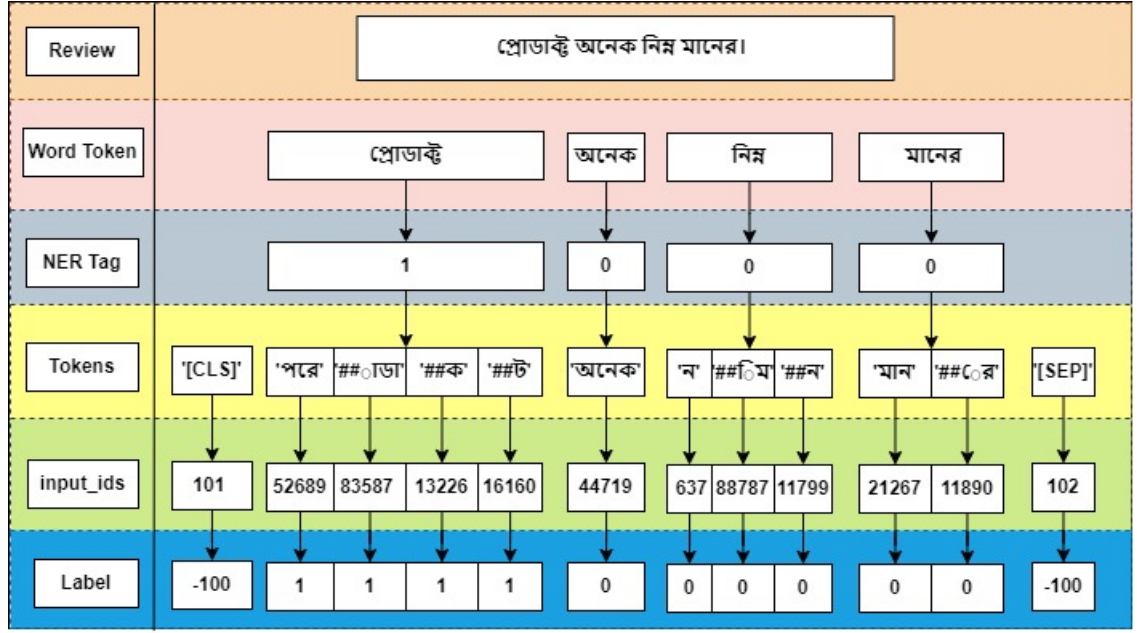 Review
প্রোডাক্ট অনেক নিম্ন মানের।
Word Token
প্রোডাক্ট অনেক নিম্ন মানের
NER Tag
1 0 0 0
Tokens
'[CLS]' 'পরে' '##োডা' '##ক' '##ট' 'অনেক' 'ন' '##িম' '##ন' 'মান' '##ের' '[SEP]'
input_ids
101 52689 83587 13226 16160 44719 637 88787 11799 21267 11890 102
Label
-100 1 1 1 1 0 0 0 0 0 0 -100